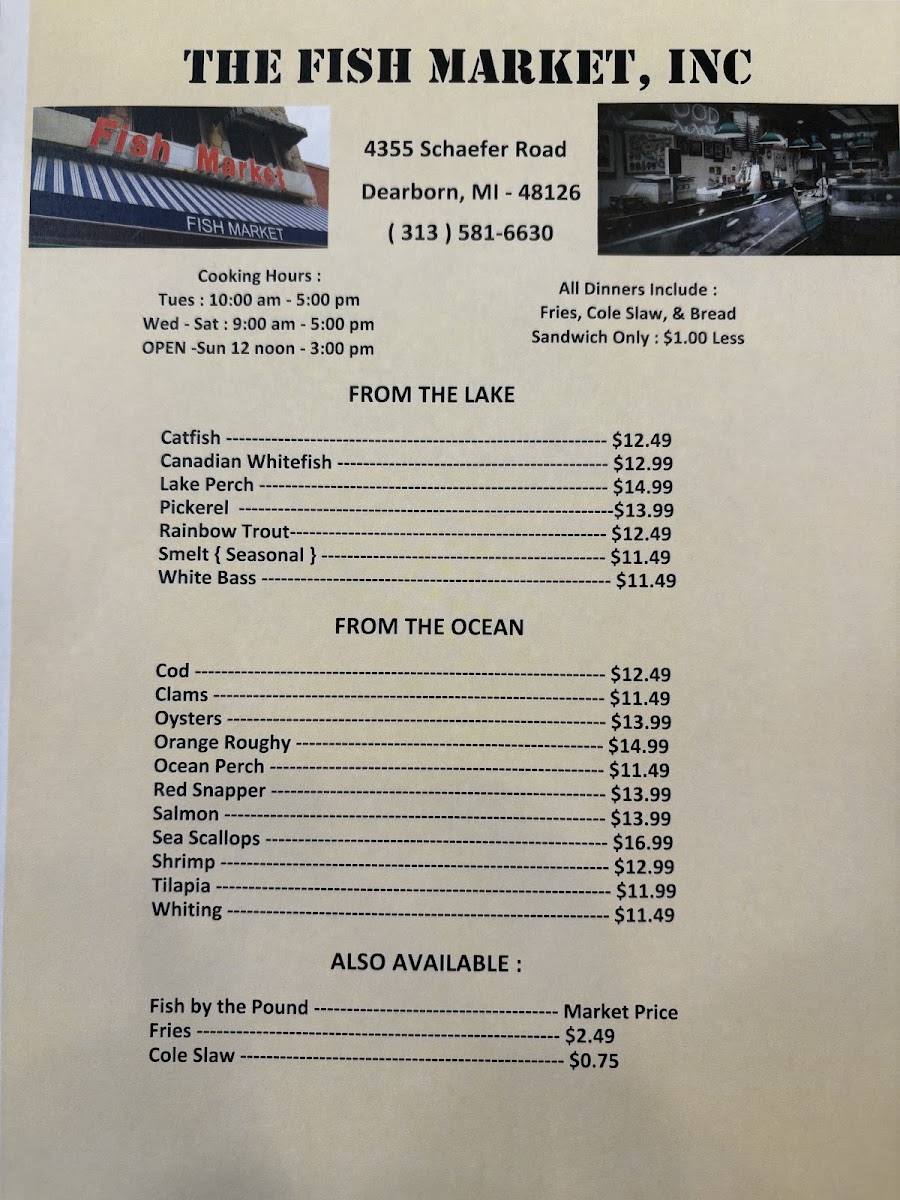 THE FISH MARKET, INC
Fish Market
FISH MARKET
4355 Schaefer Road
Dearborn, MI - 48126
( 313 ) 581-6630
Cooking Hours :
Tues : 10:00 am - 5:00 pm
Wed - Sat : 9:00 am - 5:00 pm
OPEN -Sun 12 noon - 3:00 pm
All Dinners Include :
Fries, Cole Slaw, & Bread
Sandwich Only : $1.00 Less
FROM THE LAKE
Catfish ---------------------------------------------------------- $12.49
Canadian Whitefish ----------------------------------------- $12.99
Lake Perch ----------------------------------------------------- $14.99
Pickerel ---------------------------------------------------------$13.99
Rainbow Trout------------------------------------------------ $12.49
Smelt { Seasonal } ------------------------------------------- $11.49
White Bass ----------------------------------------------------- $11.49
FROM THE OCEAN
Cod --------------------------------------------------------------- $12.49
Clams ------------------------------------------------------------ $11.49
Oysters ---------------------------------------------------------- $13.99
Orange Roughy ----------------------------------------------- $14.99
Ocean Perch --------------------------------------------------- $11.49
Red Snapper --------------------------------------------------- $13.99
Salmon --------------------------------------------------------- $13.99
Sea Scallops ---------------------------------------------------- $16.99
Shrimp ---------------------------------------------------------- $12.99
Tilapia ----------------------------------------------------------- $11.99
Whiting ---------------------------------------------------------- $11.49
ALSO AVAILABLE :
Fish by the Pound ------------------------------------- Market Price
Fries ------------------------------------------------------- $2.49
Cole Slaw ------------------------------------------------- $0.75